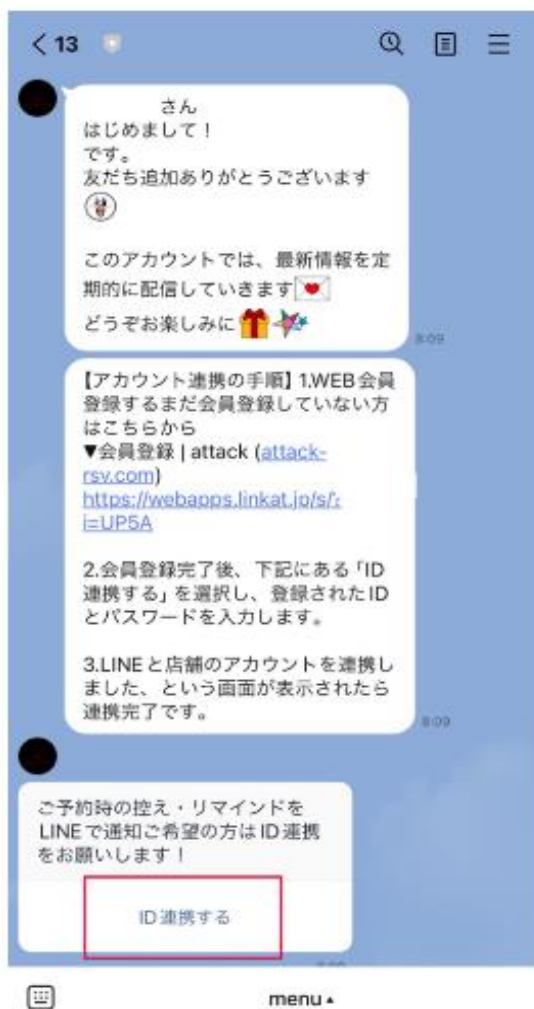 13
さん
はじめまして！
です。
友だち追加ありがとうございます
このアカウントでは、最新情報を定
期的に配信していきます
どうぞお楽しみに
8:09
【アカウント連携の手順】1.WEB会員
登録するまだ会員登録していない方
はこちらから
▼会員登録 | attack (attack-
rsv.com)
https://webapps.linkat.jp/s/
i=UP5A
2.会員登録完了後、下記にある「ID
連携する」を選択し、登録されたID
とパスワードを入力します。
3.LINEと店舗のアカウントを連携し
ました、という画面が表示されたら
連携完了です。
8:09
ご予約時の控え・リマインドを
LINEで通知ご希望の方はID連携
をお願いします！
ID連携する
menu